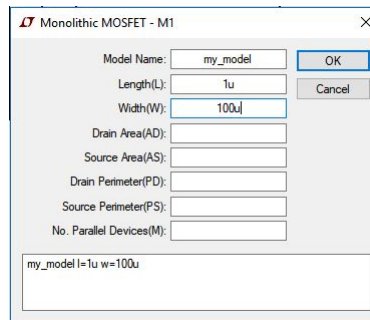 Monolithic MOSFET - M1
Model Name: my_model
OK
Length(L): 1u
Cancel
Width(W): 100u
Drain Area(AD):
Source Area(AS):
Drain Perimeter(PD):
Source Perimeter(PS):
No. Parallel Devices(M):
my_model l=1u w=100u